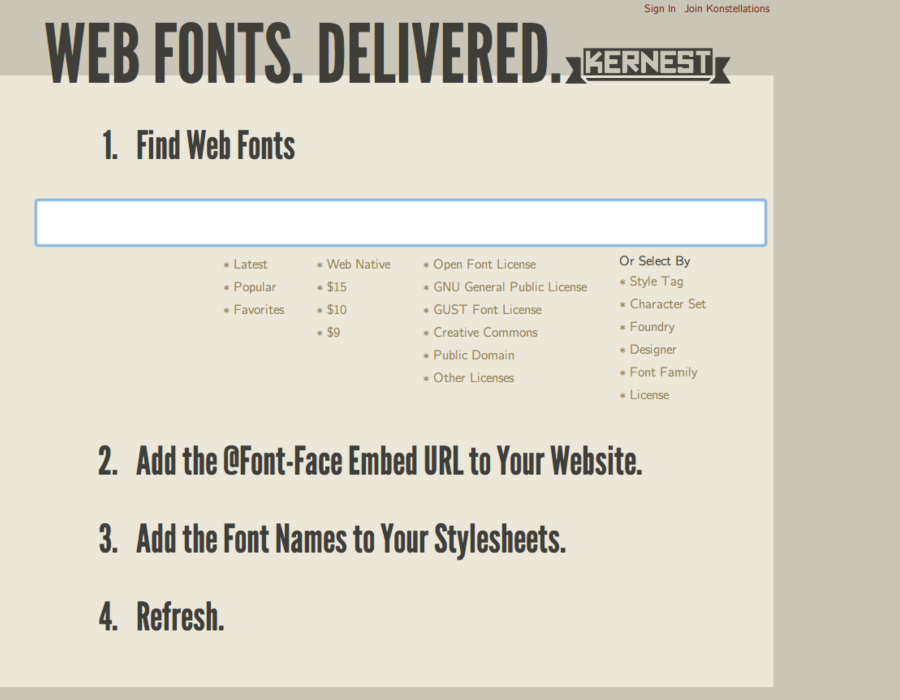 Sign In Join Konstellations
WEB FONTS. DELIVERED. KERNEST
1. Find Web Fonts
* Latest
* Popular
* Favorites
* Web Native
* $15
* $10
* $9
* Open Font License
* GNU General Public License
* GUST Font License
* Creative Commons
* Public Domain
* Other Licenses
Or Select By
* Style Tag
* Character Set
* Foundry
* Designer
* Font Family
* License
2. Add the @Font-Face Embed URL to Your Website.
3. Add the Font Names to Your Stylesheets.
4. Refresh.